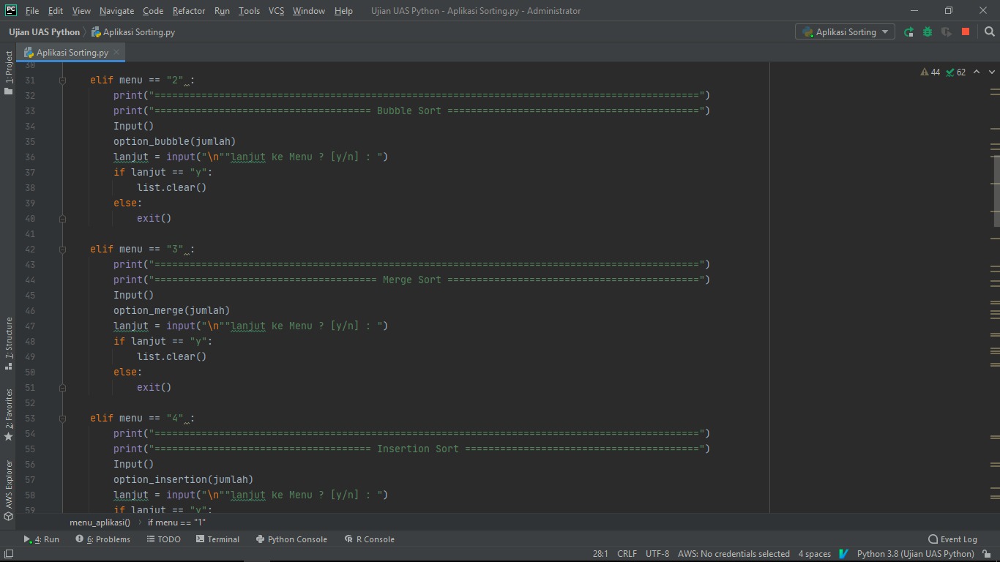 File Edit View Navigate Code Refactor Run Tools VCS Window Help Ujian UAS Python - Aplikasi Sorting.py - Administrator
Ujian UAS Python Aplikasi Sorting.py Aplikasi Sorting
Aplikasi Sorting.py
44 62
1: Project
7: Structure
2: Favorites
AWS Explorer
30
31 elif menu == "2" :
32 print("=============================================================================================")
33 print("===================================== Bubble Sort ===========================================")
34 Input()
35 option_bubble(jumlah)
36 lanjut = input("\n""lanjut ke Menu ? [y/n] : ")
37 if lanjut == "y":
38 list.clear()
39 else:
40 exit()
41
42 elif menu == "3" :
43 print("=============================================================================================")
44 print("====================================== Merge Sort ===========================================")
45 Input()
46 option_merge(jumlah)
47 lanjut = input("\n""lanjut ke Menu ? [y/n] : ")
48 if lanjut == "y":
49 list.clear()
50 else:
51 exit()
52
53 elif menu == "4" :
54 print("=============================================================================================")
55 print("===================================== Insertion Sort ========================================")
56 Input()
57 option_insertion(jumlah)
58 lanjut = input("\n""lanjut ke Menu ? [y/n] : ")
59 if lanjut == "y":
menu_aplikasi() if menu == "1"
4: Run 6: Problems TODO Terminal Python Console R Console Event Log
28:1 CRLF UTF-8 AWS: No credentials selected 4 spaces Python 3.8 (Ujian UAS Python)